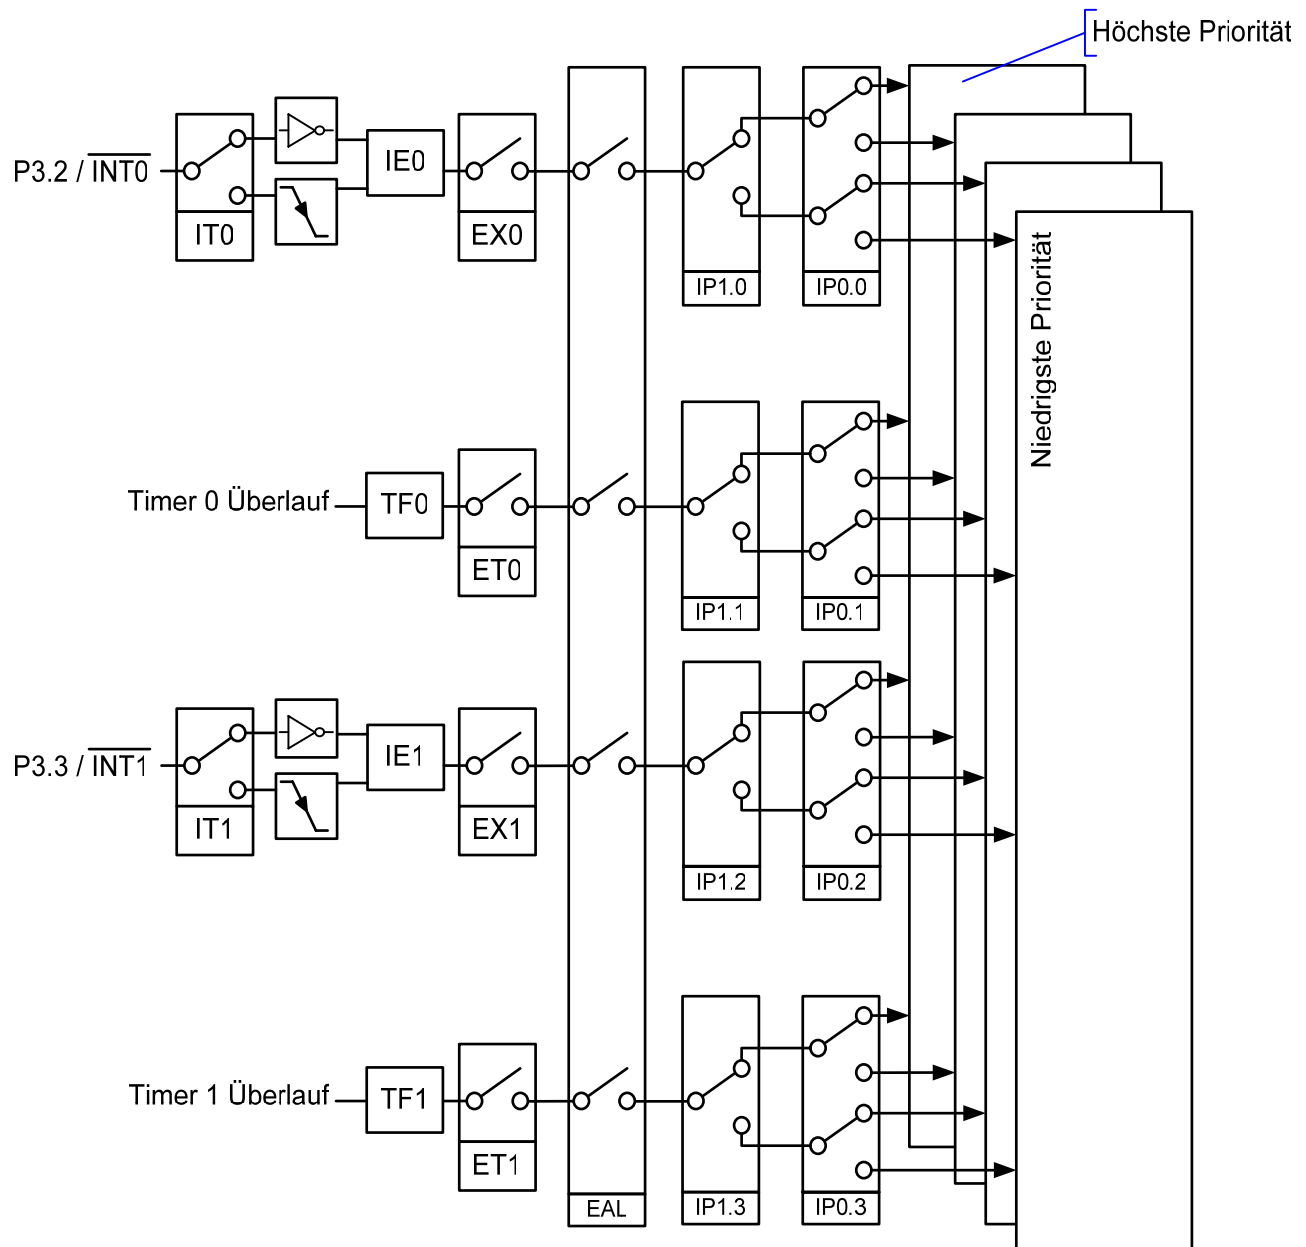 Höchste Priorität
P3.2 / INT0
IT0
IE0
EX0
IP1.0
IP0.0
Niedrigste Priorität
Timer 0 Überlauf
TF0
ET0
IP1.1
IP0.1
P3.3 / INT1
IT1
IE1
EX1
IP1.2
IP0.2
Timer 1 Überlauf
TF1
ET1
EAL
IP1.3
IP0.3